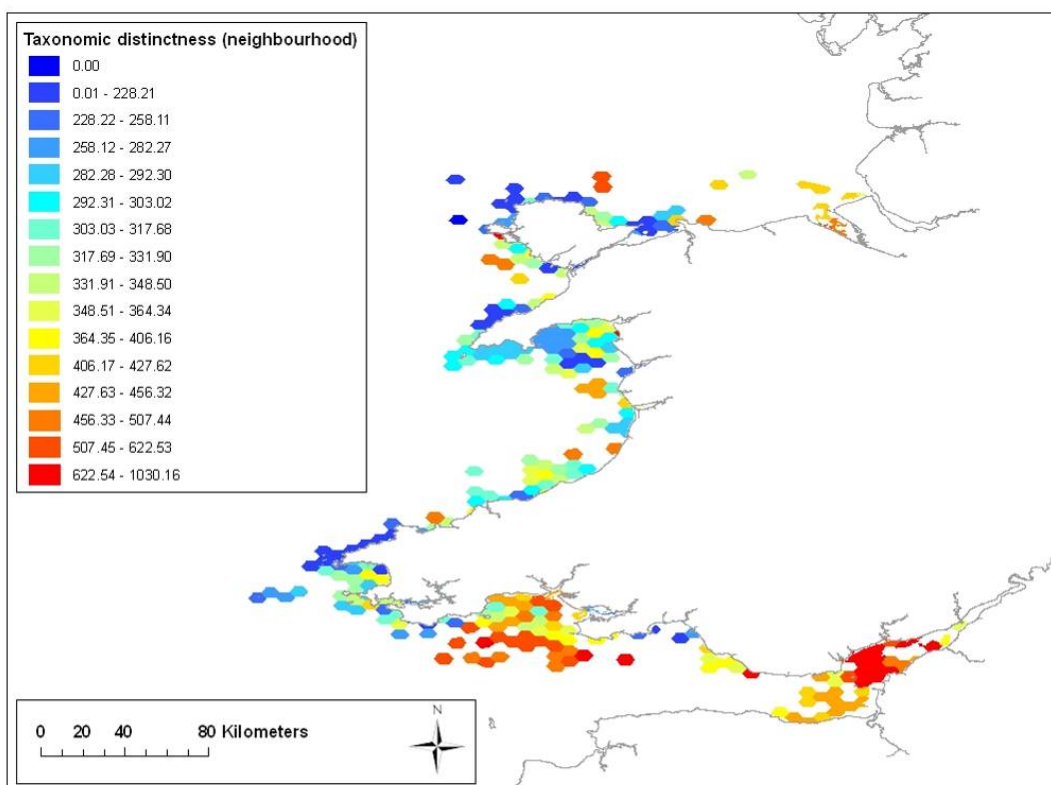 Taxonomic distinctness (neighbourhood)
0.00
0.01 - 228.21
228.22 - 258.11
258.12 - 282.27
282.28 - 292.30
292.31 - 303.02
303.03 - 317.68
317.69 - 331.90
331.91 - 348.50
348.51 - 364.34
364.35 - 406.16
406.17 - 427.62
427.63 - 456.32
456.33 - 507.44
507.45 - 622.53
622.54 - 1030.16
N
0 20 40 80 Kilometers